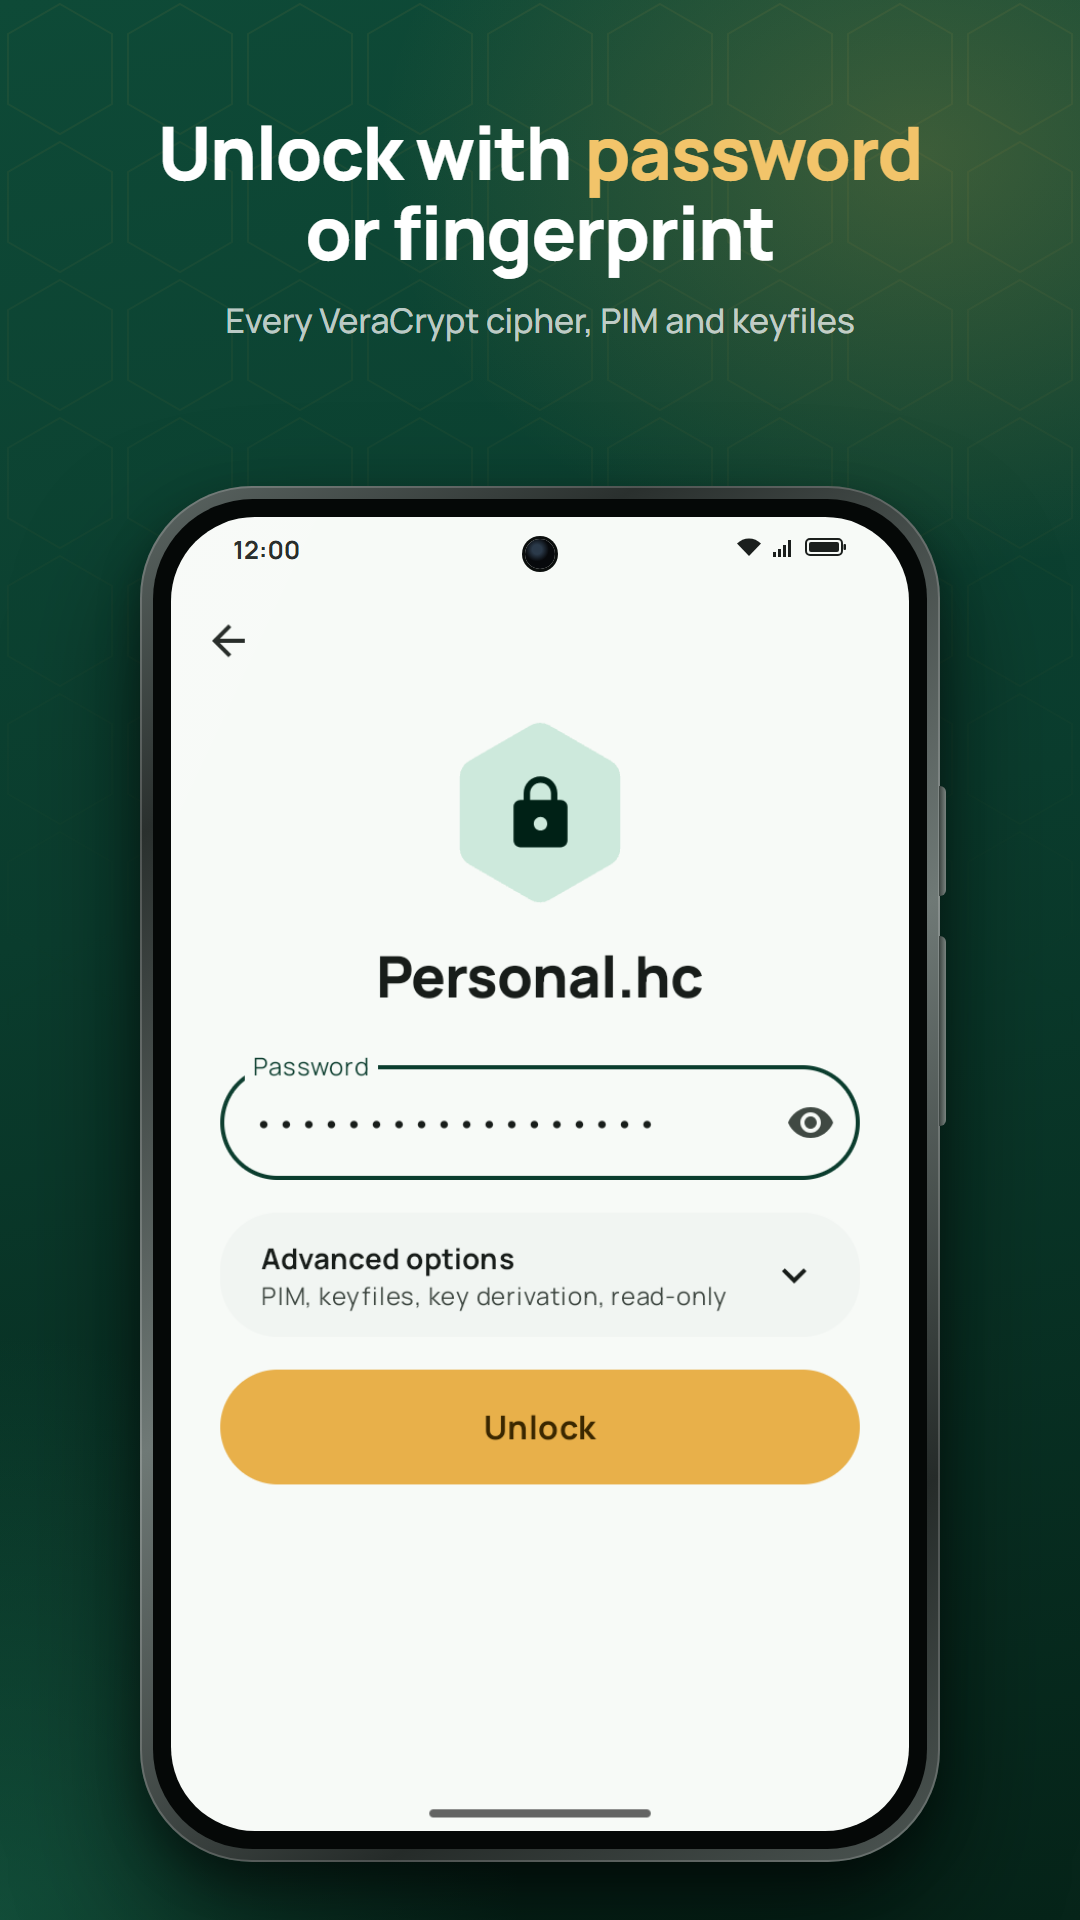 Unlock with password
or fingerprint
Every VeraCrypt cipher, PIM and keyfiles
12:00
Personal.hc
Password
Advanced options
PIM, keyfiles, key derivation, read-only
Unlock